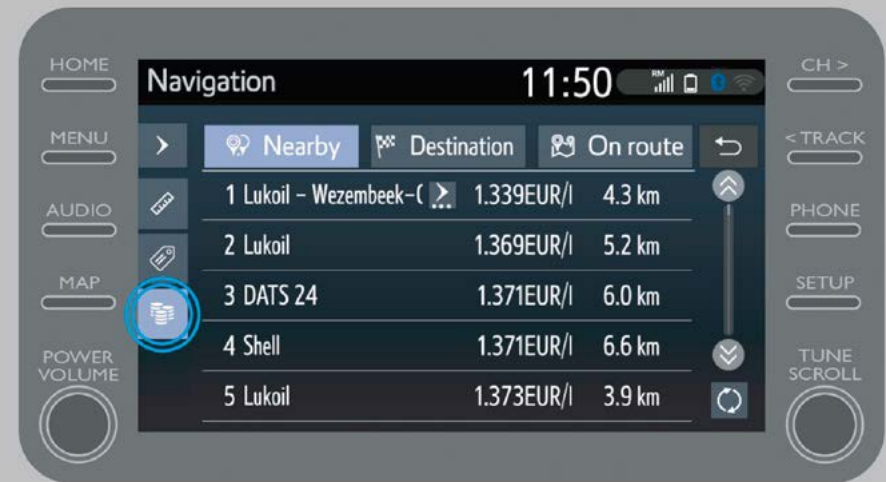 HOME
MENU
AUDIO
MAP
POWER
VOLUME
Navigation 11:50 RM
Nearby Destination On route
1 Lukoil – Wezembeek-( 1.339EUR/l 4.3 km
2 Lukoil 1.369EUR/l 5.2 km
3 DATS 24 1.371EUR/l 6.0 km
4 Shell 1.371EUR/l 6.6 km
5 Lukoil 1.373EUR/l 3.9 km
CH >
< TRACK
PHONE
SETUP
TUNE
SCROLL